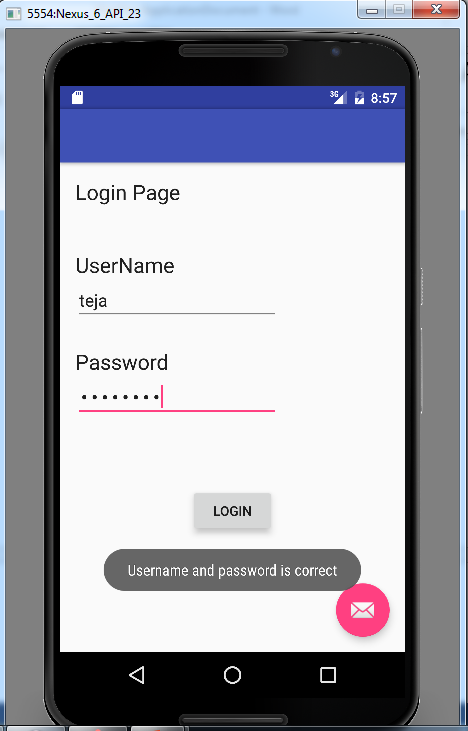 5554:Nexus_6_API_23
3G 8:57
Login Page
UserName
teja
Password
••••••••
LOGIN
Username and password is correct